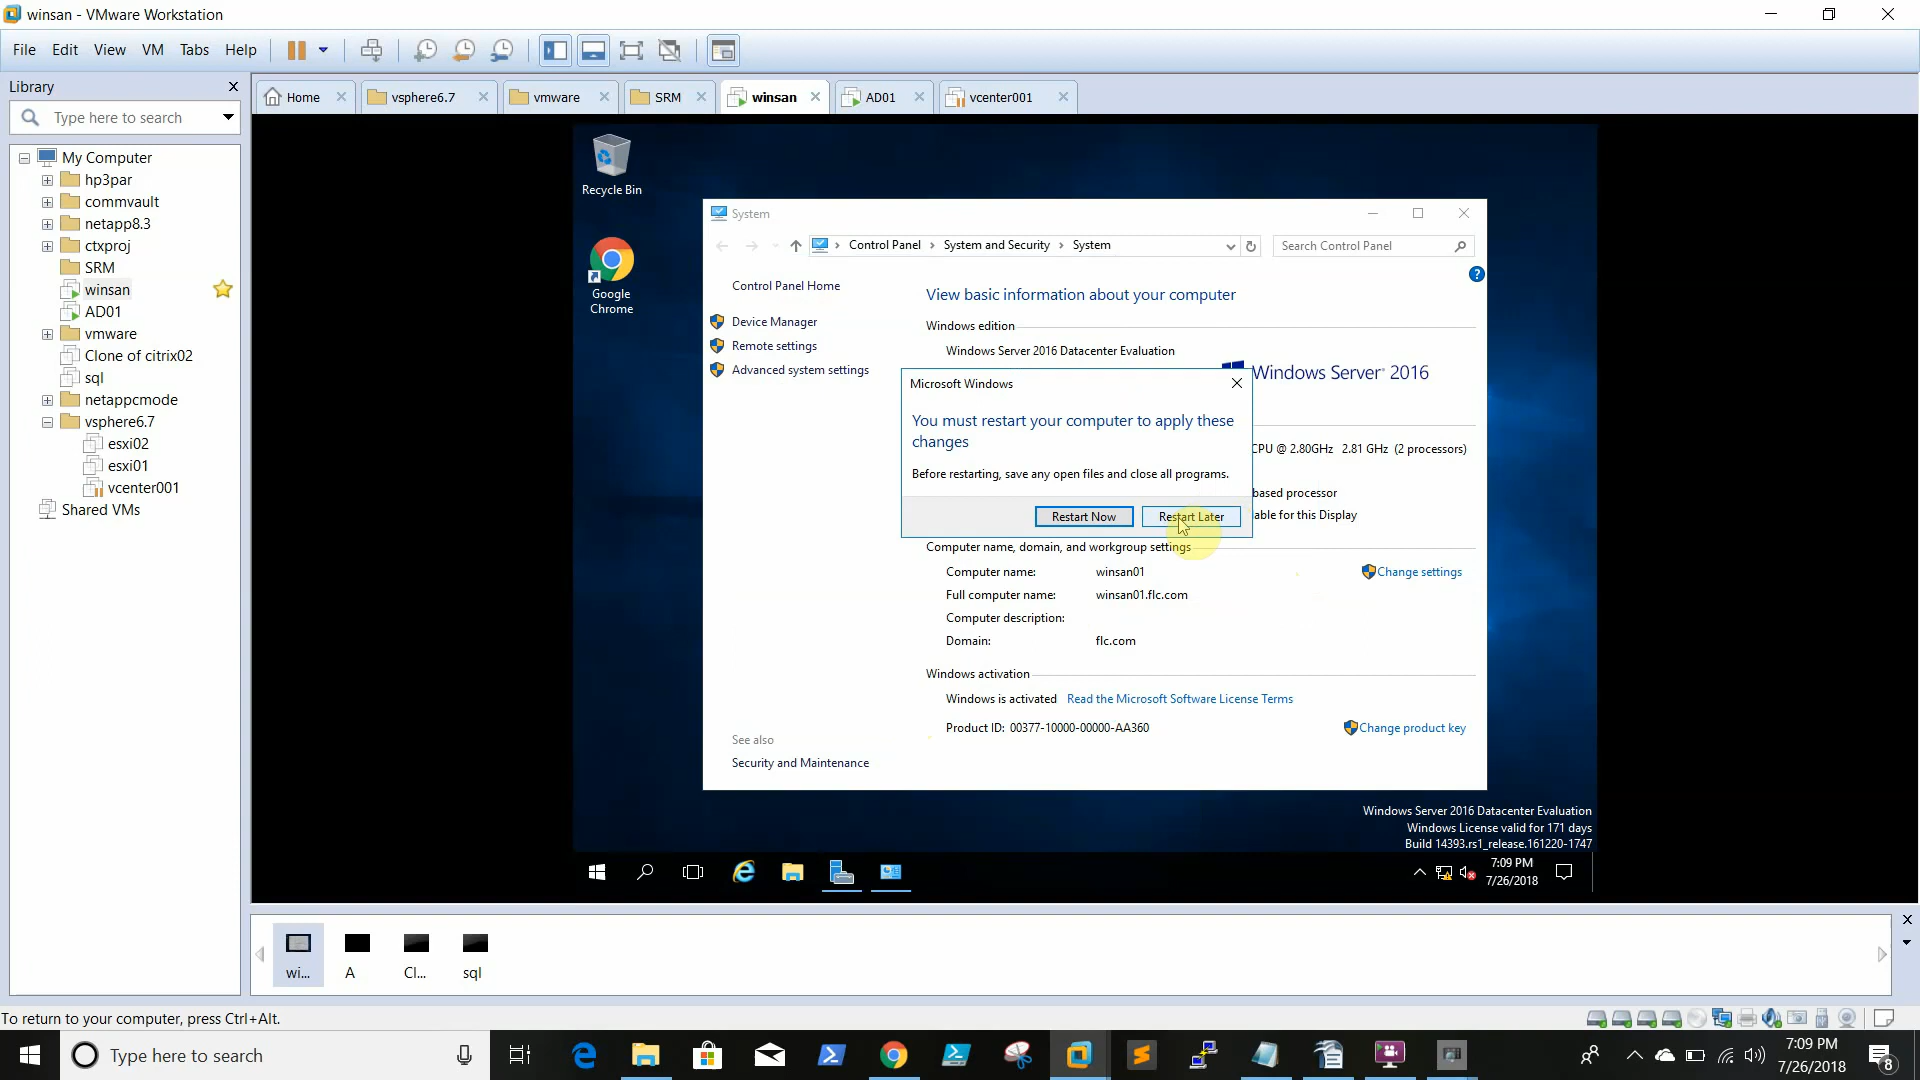 winsan - VMware Workstation
File Edit View VM Tabs Help
Library
Type here to search
Home vsphere6.7 vmware SRM winsan AD01 vcenter001
My Computer
hp3par
commvault
netapp8.3
ctxproj
SRM
winsan
AD01
vmware
Clone of citrix02
sql
netappcmode
vsphere6.7
esxi02
esxi01
vcenter001
Shared VMs
Recycle Bin
Google
Chrome
System
Control Panel System and Security System
Search Control Panel
Control Panel Home
Device Manager
Remote settings
Advanced system settings
See also
Security and Maintenance
View basic information about your computer
Windows edition
Windows Server 2016 Datacenter Evaluation
Windows Server® 2016
Microsoft Windows
You must restart your computer to apply these
changes
Before restarting, save any open files and close all programs.
Restart Now Restart Later
CPU @ 2.80GHz 2.81 GHz (2 processors)
based processor
able for this Display
Computer name, domain, and workgroup settings
Computer name: winsan01
Change settings
Full computer name: winsan01.flc.com
Computer description:
Domain: flc.com
Windows activation
Windows is activated Read the Microsoft Software License Terms
Product ID: 00377-10000-00000-AA360
Change product key
Windows Server 2016 Datacenter Evaluation
Windows License valid for 171 days
Build 14393.rs1_release.161220-1747
7:09 PM
7/26/2018
wi... A Cl... sql
To return to your computer, press Ctrl+Alt.
Type here to search
7:09 PM
7/26/2018
8